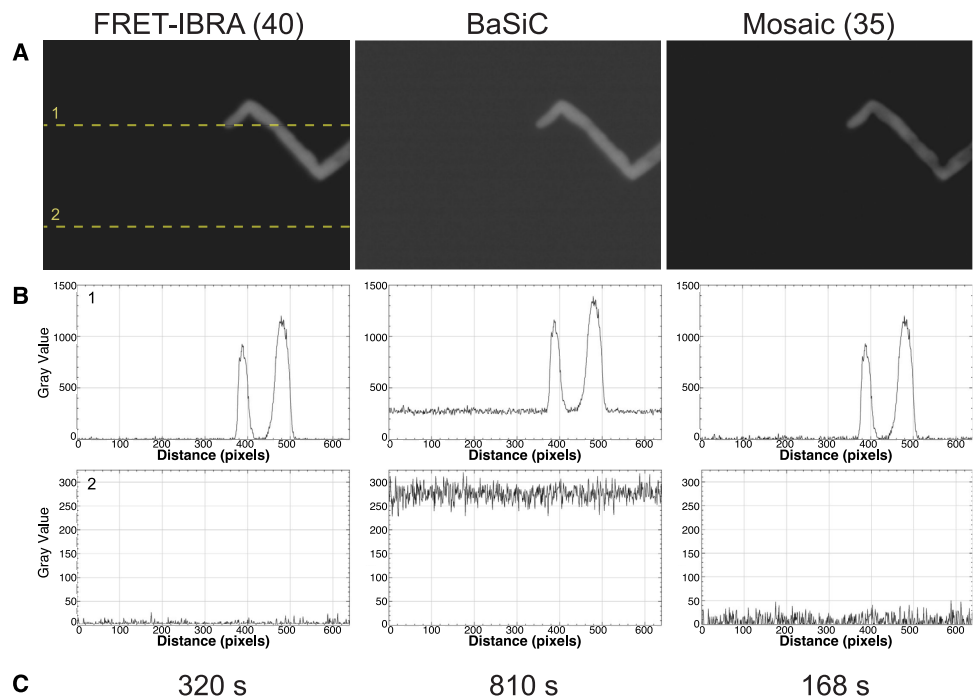 FRET-IBRA (40) BaSiC Mosaic (35)
A
1
2
B
1500 1500 1500
1
1000 1000 1000
Gray Value
500 500 500
0 0 0
0 100 200 300 400 500 600 0 100 200 300 400 500 600 0 100 200 300 400 500 600
Distance (pixels) Distance (pixels) Distance (pixels)
2
300 300 300
250 250 250
200 200 200
Gray Value
150 150 150
100 100 100
50 50 50
0 0 0
0 100 200 300 400 500 600 0 100 200 300 400 500 600 0 100 200 300 400 500 600
Distance (pixels) Distance (pixels) Distance (pixels)
C 320 s 810 s 168 s